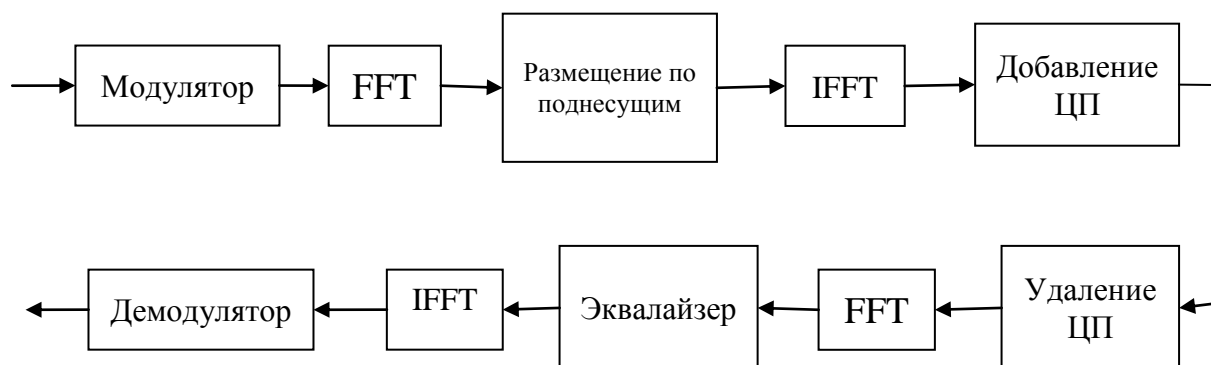 Модулятор
FFT
Размещение по
поднесущим
IFFT
Добавление
ЦП
Демодулятор
IFFT
Эквалайзер
FFT
Удаление
ЦП